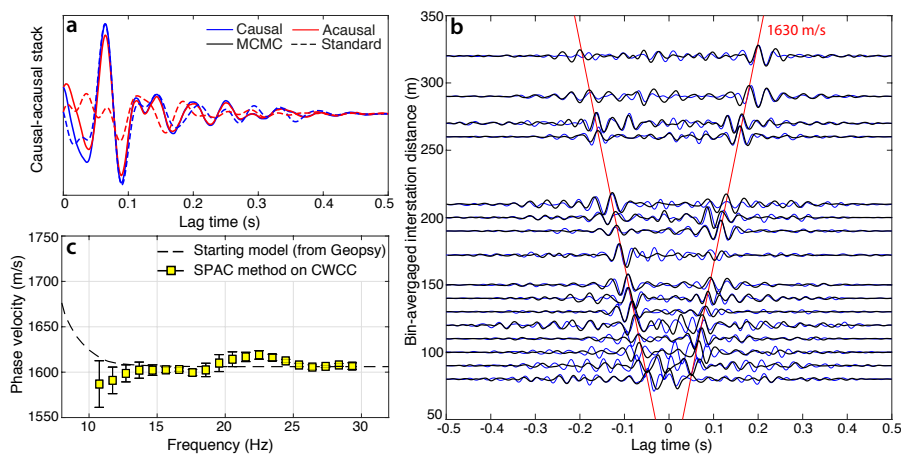 a
Causal
Acausal
MCMC
Standard
Causal-acausal stack
0
0.1
0.2
0.3
0.4
0.5
Lag time (s)
b
1630 m/s
350
300
250
200
150
100
50
Bin-avergaged interstation distance (m)
-0.5
-0.4
-0.3
-0.2
-0.1
0
0.1
0.2
0.3
0.4
0.5
Lag time (s)
c
Starting model (from Geopsy)
SPAC method on CWCC
1750
1700
1650
1600
1550
Phase velocity (m/s)
10
15
20
25
30
Frequency (Hz)